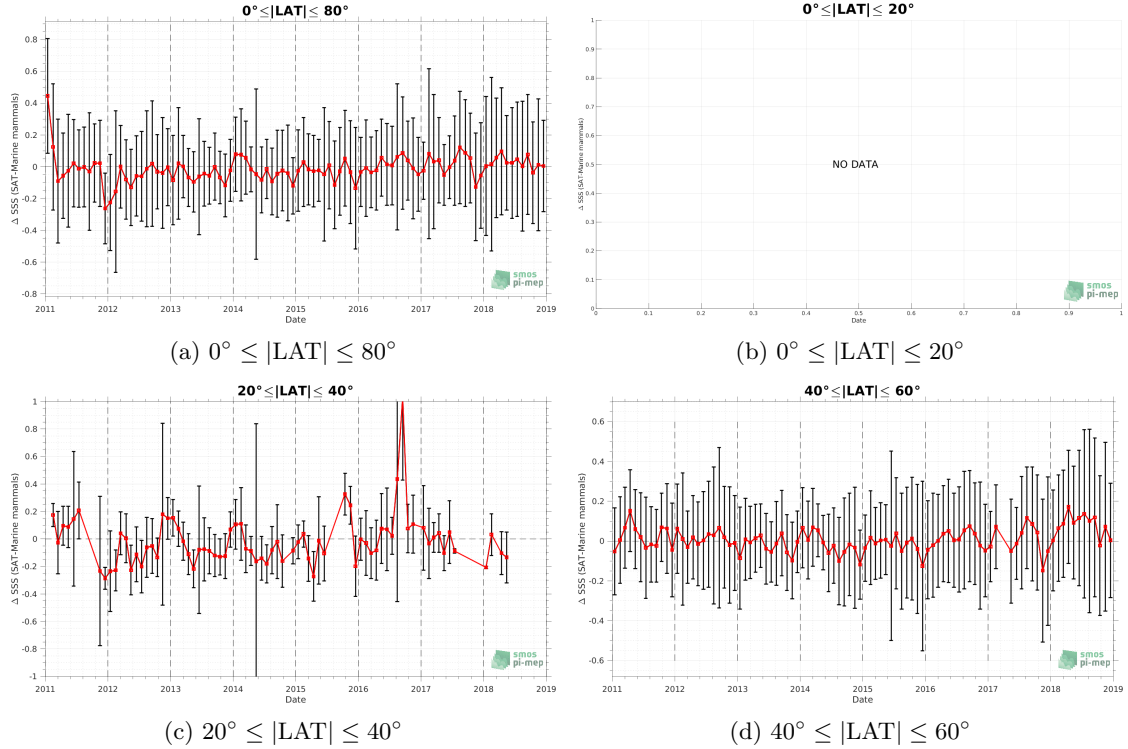 0°≤|LAT|≤ 80°
Δ SSS (SAT-Marine mammals)
0.8
0.6
0.4
0.2
0
-0.2
-0.4
-0.6
-0.8
2011 2012 2013 2014 2015 2016 2017 2018 2019
Date
smos
pi-mep
(a) 0° ≤ |LAT| ≤ 80°
0°≤|LAT|≤ 20°
Δ SSS (SAT-Marine mammals)
1
0.9
0.8
0.7
0.6
0.5
0.4
0.3
0.2
0.1
0
NO DATA
0 0.1 0.2 0.3 0.4 0.5 0.6 0.7 0.8 0.9 1
Date
smos
pi-mep
(b) 0° ≤ |LAT| ≤ 20°
20°≤|LAT|≤ 40°
Δ SSS (SAT-Marine mammals)
1
0.8
0.6
0.4
0.2
-0
-0.2
-0.4
-0.6
-0.8
-1
2011 2012 2013 2014 2015 2016 2017 2018 2019
Date
smos
pi-mep
(c) 20° ≤ |LAT| ≤ 40°
40°≤|LAT|≤ 60°
Δ SSS (SAT-Marine mammals)
0.6
0.4
0.2
0
-0.2
-0.4
-0.6
2011 2012 2013 2014 2015 2016 2017 2018 2019
Date
smos
pi-mep
(d) 40° ≤ |LAT| ≤ 60°